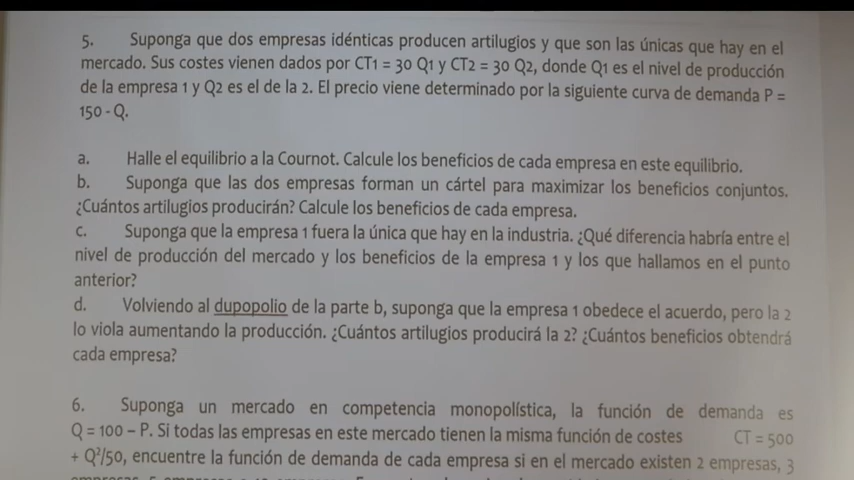 5. Suponga que dos empresas idénticas producen artilugios y que son las únicas que hay en el
mercado. Sus costes vienen dados por CT1 = 30 Q1 y CT2 = 30 Q2, donde Q1 es el nivel de producción
de la empresa 1 y Q2 es el de la 2. El precio viene determinado por la siguiente curva de demanda P =
150 - Q.
a. Halle el equilibrio a la Cournot. Calcule los beneficios de cada empresa en este equilibrio.
b. Suponga que las dos empresas forman un cártel para maximizar los beneficios conjuntos.
¿Cuántos artilugios producirán? Calcule los beneficios de cada empresa.
c. Suponga que la empresa 1 fuera la única que hay en la industria. ¿Qué diferencia habría entre el
nivel de producción del mercado y los beneficios de la empresa 1 y los que hallamos en el punto
anterior?
d. Volviendo al dupopolio de la parte b, suponga que la empresa 1 obedece el acuerdo, pero la 2
lo viola aumentando la producción. ¿Cuántos artilugios producirá la 2? ¿Cuántos beneficios obtendrá
cada empresa?
6. Suponga un mercado en competencia monopolística, la función de demanda es
Q = 100 – P. Si todas las empresas en este mercado tienen la misma función de costes CT = 500
+ Q²/50, encuentre la función de demanda de cada empresa si en el mercado existen 2 empresas, 3